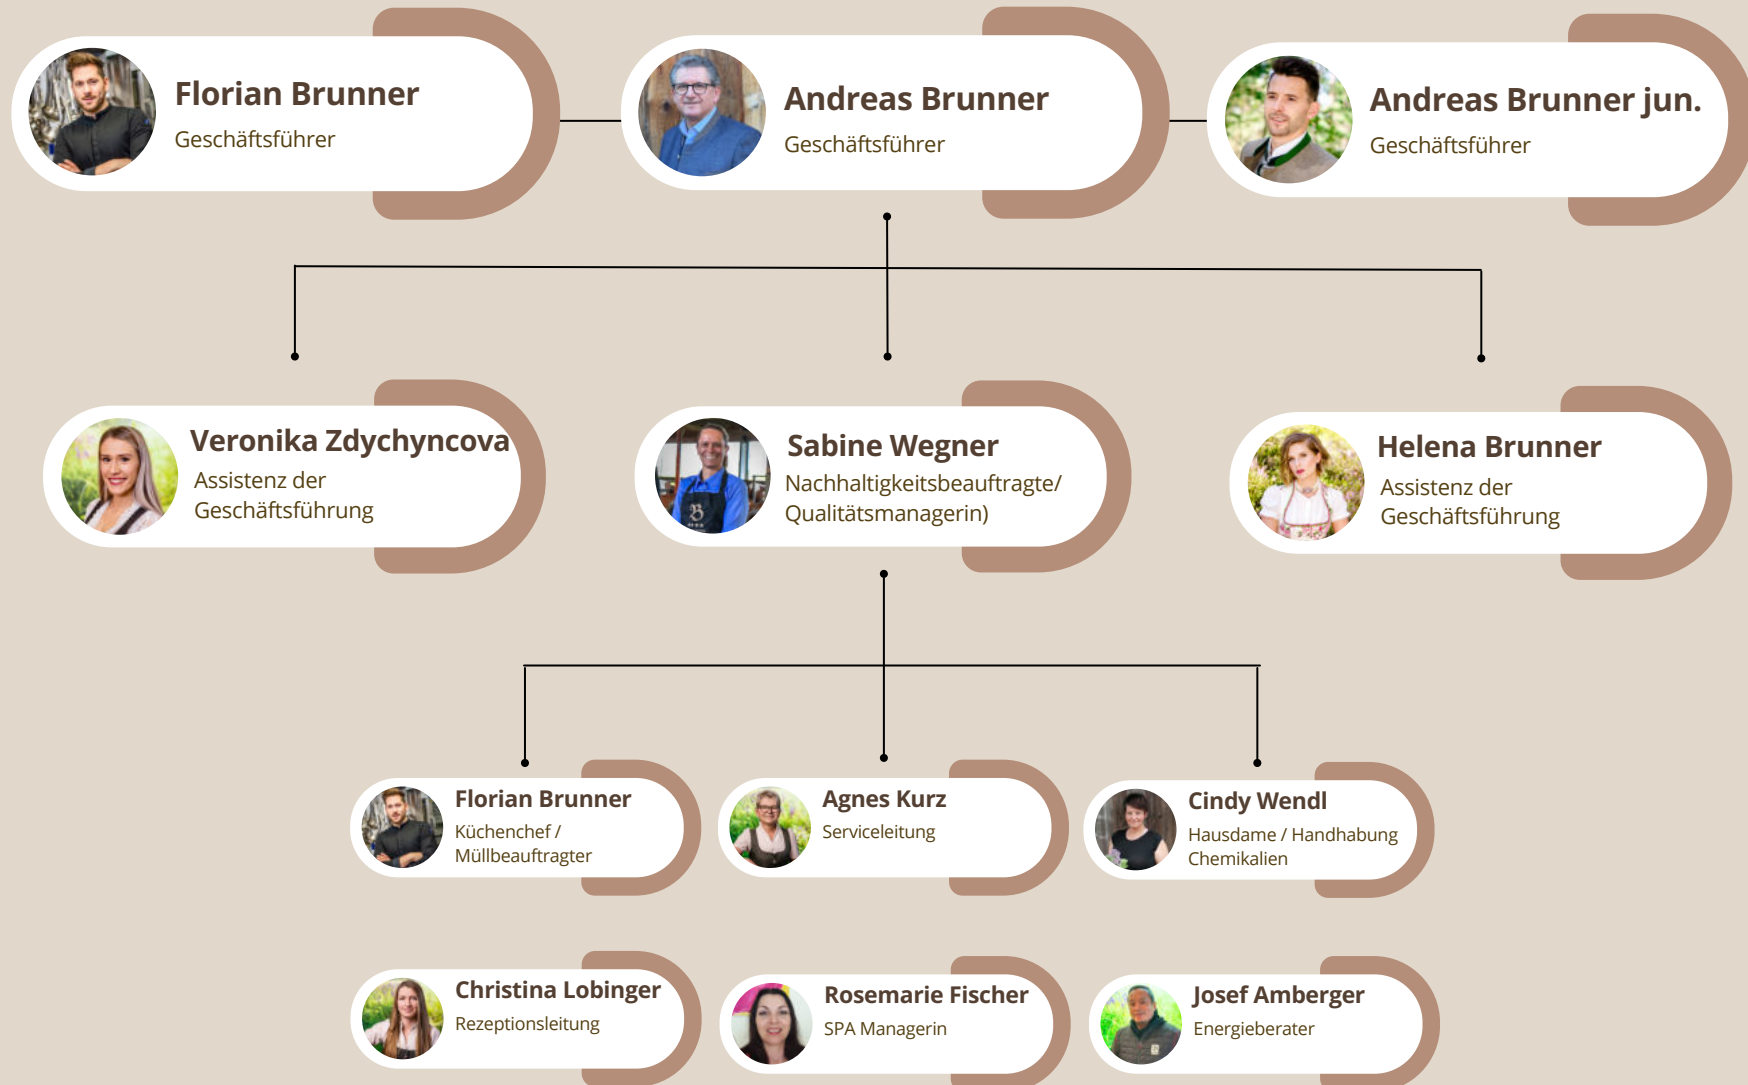 Florian Brunner
Geschäftsführer
Andreas Brunner
Geschäftsführer
Andreas Brunner jun.
Geschäftsführer
Veronika Zdychyncova
Assistenz der
Geschäftsführung
Sabine Wegner
Nachhaltigkeitsbeauftragte/
Qualitätsmanagerin)
Helena Brunner
Assistenz der
Geschäftsführung
Florian Brunner
Küchenchef /
Müllbeauftragter
Agnes Kurz
Serviceleitung
Cindy Wendl
Hausdame / Handhabung
Chemikalien
Christina Lobinger
Rezeptionsleitung
Rosemarie Fischer
SPA Managerin
Josef Amberger
Energieberater